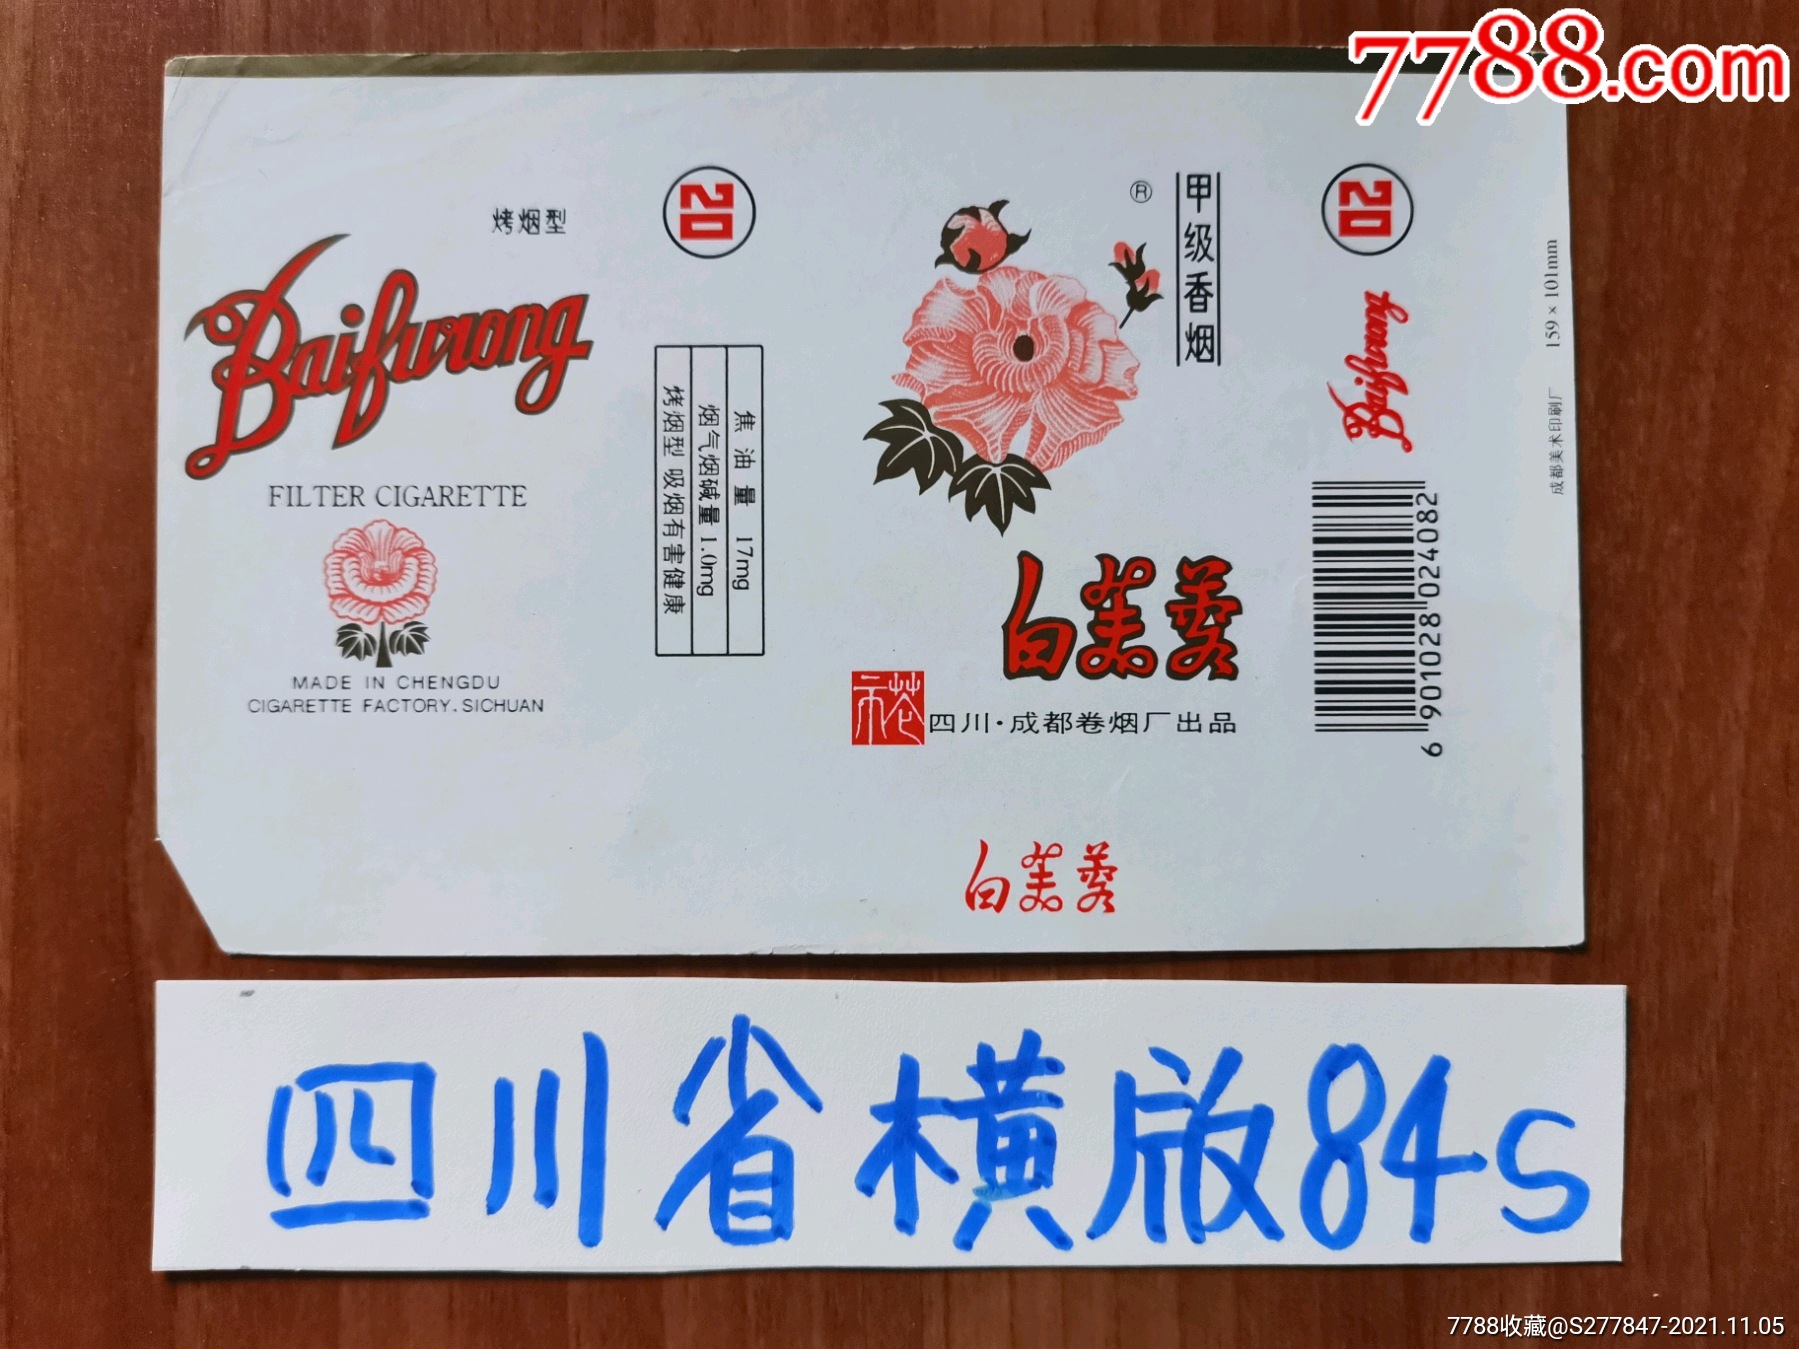 7788.com
烤烟型
Baifurong
FILTER CIGARETTE
MADE IN CHENGDU
CIGARETTE FACTORY.SICHUAN
20
焦油量 17mg
烟气烟碱量 1.0mg
烤烟型 吸烟有害健康
®
甲级香烟
白芙蓉
市花
四川·成都卷烟厂出品
白芙蓉
20
Baifurong
6 901028 024082
159×101mm
成都美术印刷厂
四川省横版84s
7788收藏@S277847-2021.11.05